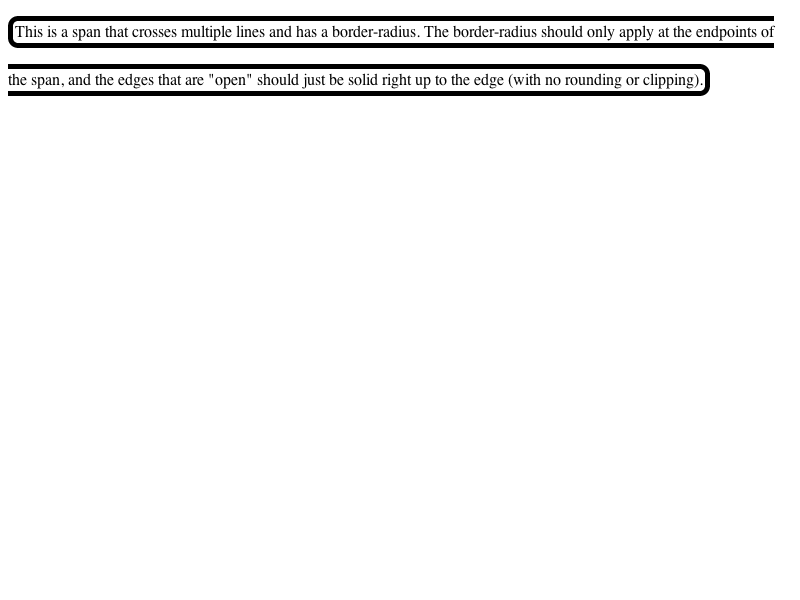 This is a span that crosses multiple lines and has a border-radius. The border-radius should only apply at the endpoints of
the span, and the edges that are "open" should just be solid right up to the edge (with no rounding or clipping).